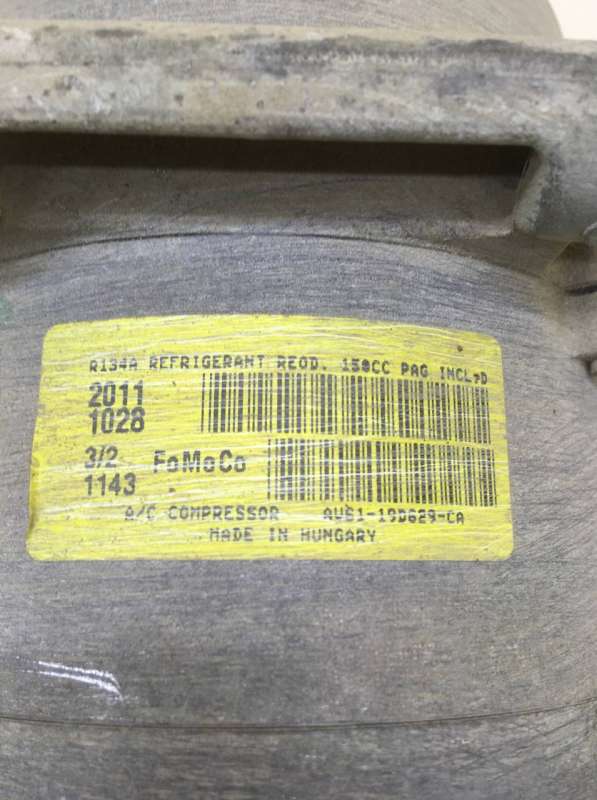 R134A REFRIGERANT REQD. 150CC PAG INCL'D
2011
1028
3/2 FoMoCo
1143
A/C COMPRESSOR AV61-19D629-CA
MADE IN HUNGARY